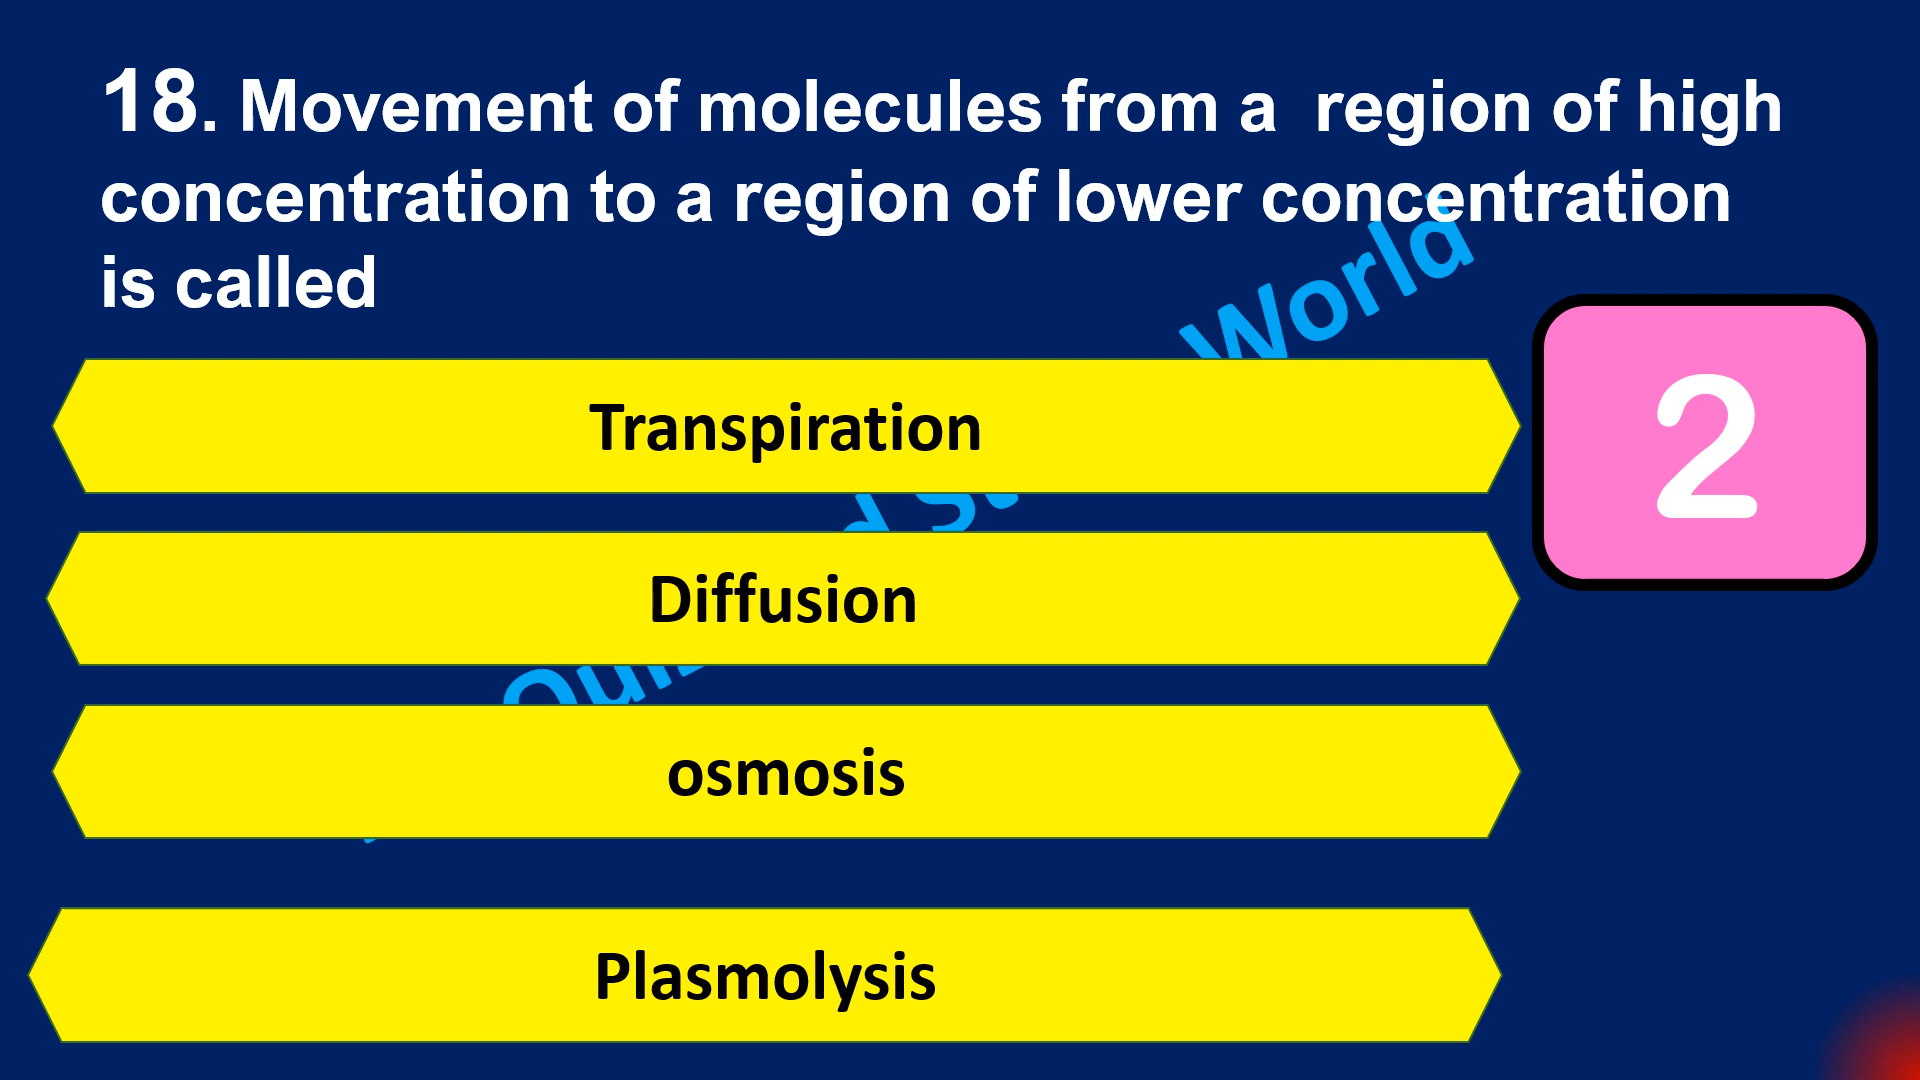 18. Movement of molecules from a region of high
concentration to a region of lower concentration
is called
World
Transpiration
2
Diffusion
osmosis
Plasmolysis